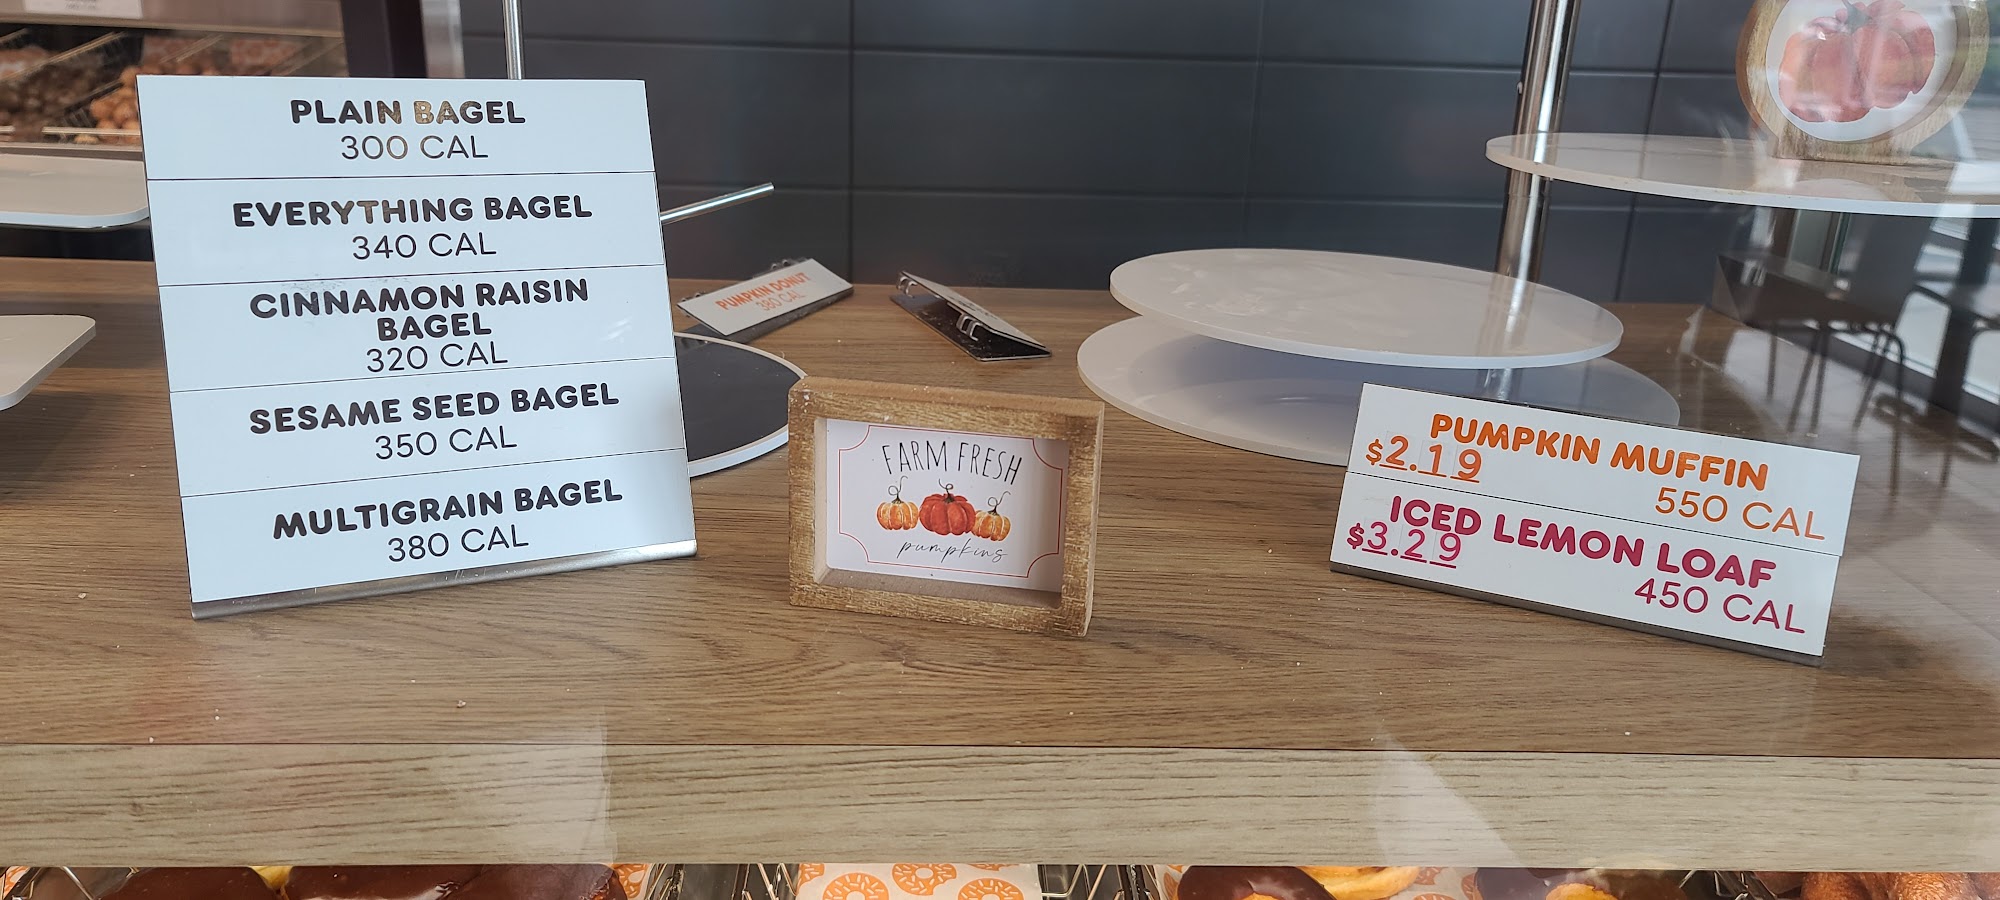 PLAIN BAGEL
300 CAL
EVERYTHING BAGEL
340 CAL
CINNAMON RAISIN
BAGEL
320 CAL
SESAME SEED BAGEL
350 CAL
MULTIGRAIN BAGEL
380 CAL
PUMPKIN DONUT
380 CAL
FARM FRESH
pumpkins
PUMPKIN MUFFIN
$2.19
550 CAL
ICED LEMON LOAF
$3.29
450 CAL